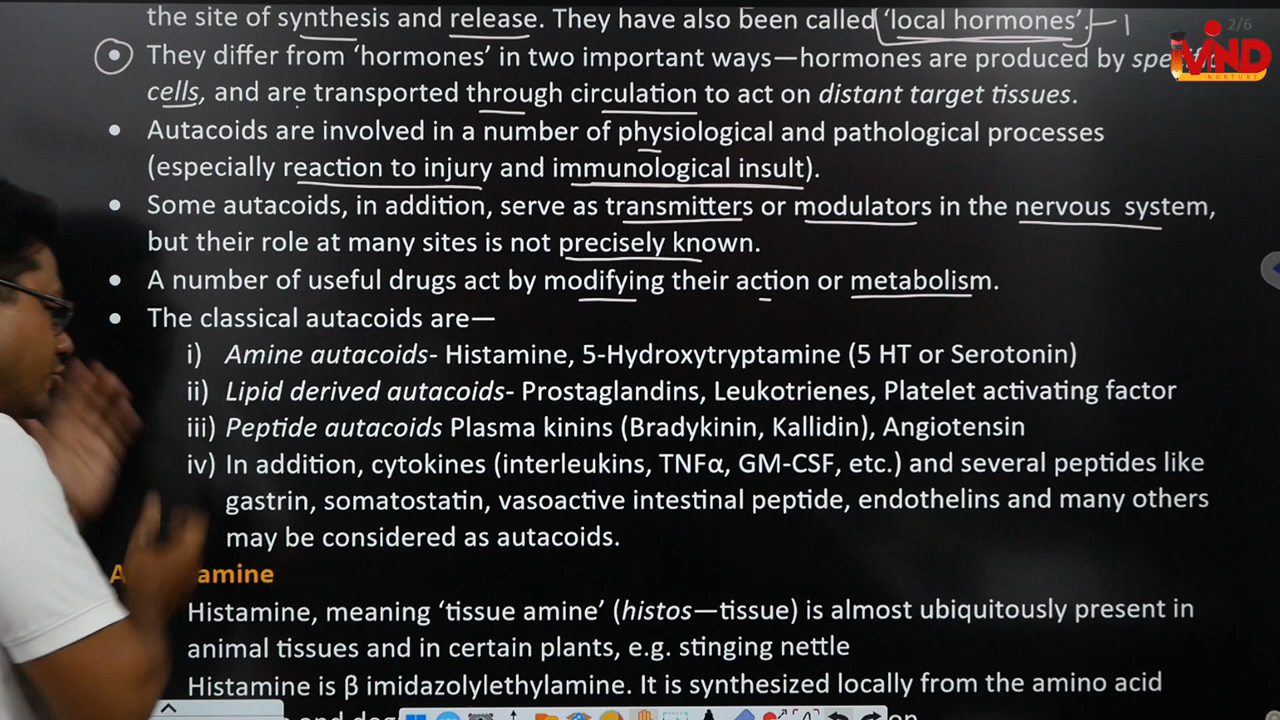 the site of synthesis and release. They have also been called 'local hormones'.
2/6
• They differ from 'hormones' in two important ways—hormones are produced by
ViND
NURTURE
cells, and are transported through circulation to act on distant target tissues.
• Autacoids are involved in a number of physiological and pathological processes
(especially reaction to injury and immunological insult).
• Some autacoids, in addition, serve as transmitters or modulators in the nervous system,
but their role at many sites is not precisely known.
• A number of useful drugs act by modifying their action or metabolism.
• The classical autacoids are—
i) Amine autacoids- Histamine, 5-Hydroxytryptamine (5 HT or Serotonin)
ii) Lipid derived autacoids- Prostaglandins, Leukotrienes, Platelet activating factor
iii) Peptide autacoids Plasma kinins (Bradykinin, Kallidin), Angiotensin
iv) In addition, cytokines (interleukins, TNFα, GM-CSF, etc.) and several peptides like
gastrin, somatostatin, vasoactive intestinal peptide, endothelins and many others
may be considered as autacoids.
amine
Histamine, meaning 'tissue amine' (histos—tissue) is almost ubiquitously present in
animal tissues and in certain plants, e.g. stinging nettle
Histamine is β imidazolylethylamine. It is synthesized locally from the amino acid